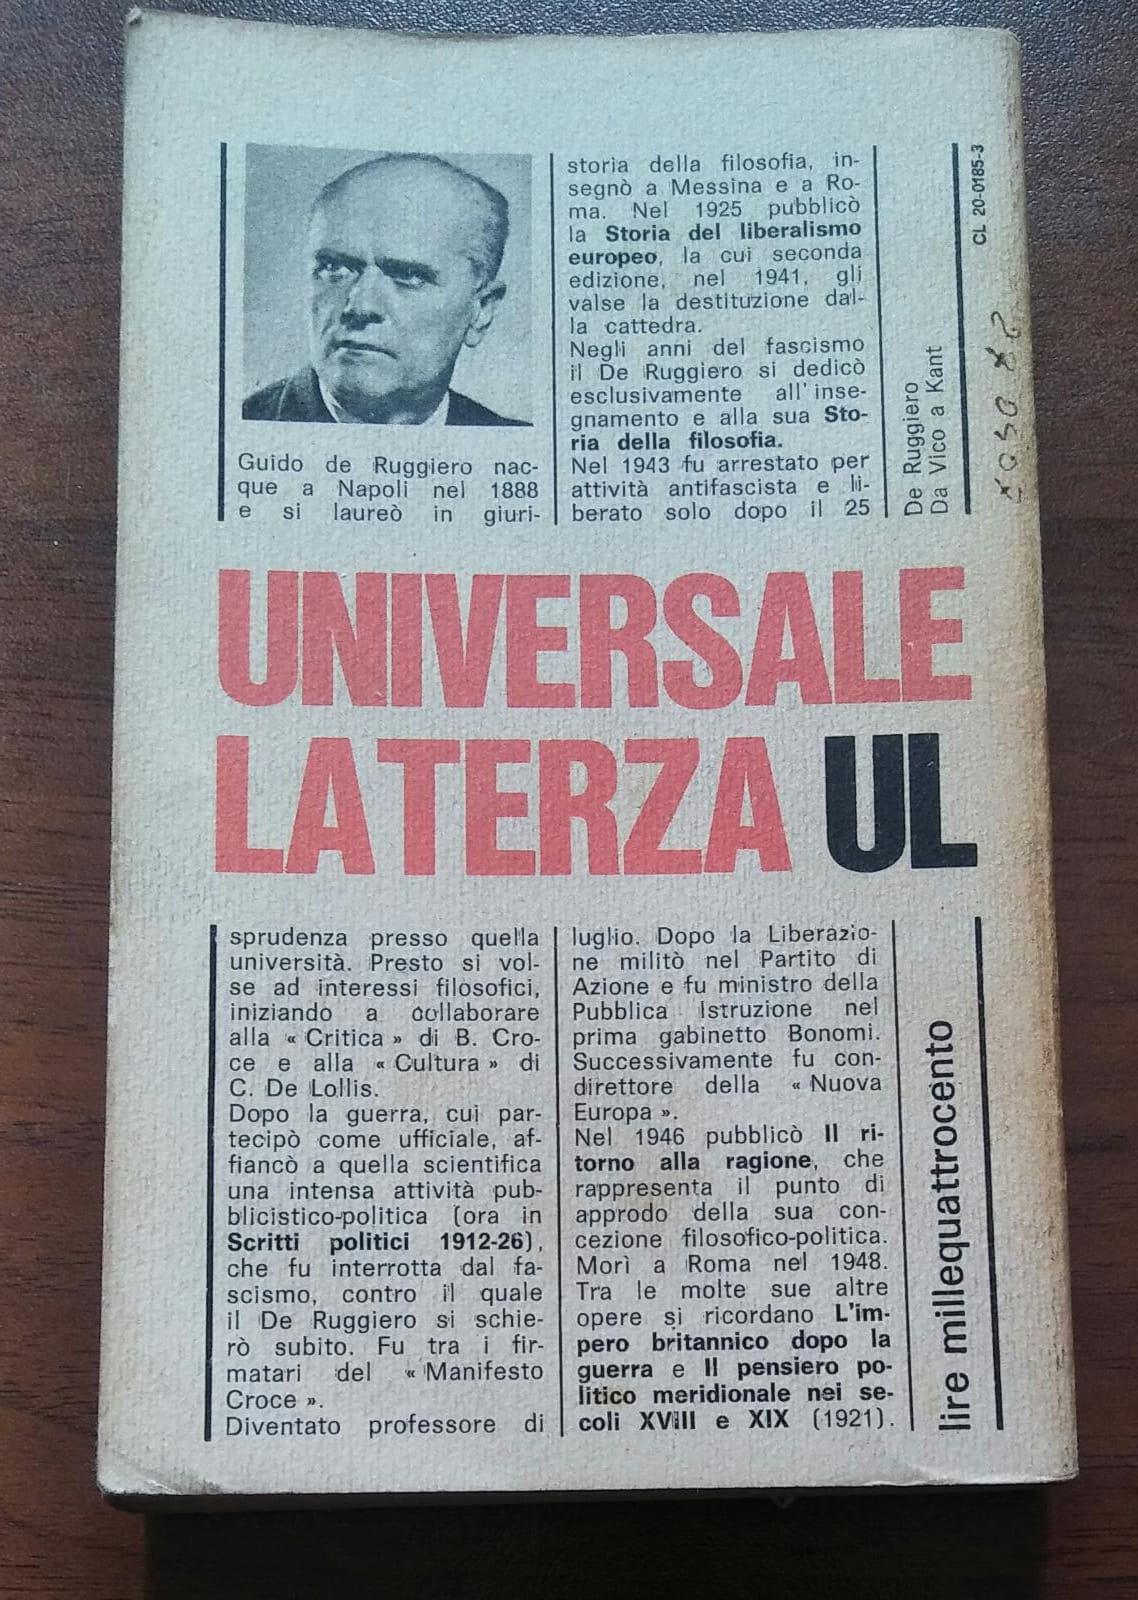 Guido de Ruggiero nac-
que a Napoli nel 1888
e si laureò in giuri-
sprudenza presso quella
università. Presto si vol-
se ad interessi filosofici,
iniziando a collaborare
alla « Critica » di B. Cro-
ce e alla « Cultura » di
C. De Lollis.
Dopo la guerra, cui par-
tecipò come ufficiale, af-
fiancò a quella scientifica
una intensa attività pub-
blicistico-politica (ora in
Scritti politici 1912-26),
che fu interrotta dal fa-
scismo, contro il quale
il De Ruggiero si schie-
rò subito. Fu tra i fir-
matari del « Manifesto
Croce ».
Diventato professore di
storia della filosofia, in-
segnò a Messina e a Ro-
ma. Nel 1925 pubblicò
la Storia del liberalismo
europeo, la cui seconda
edizione, nel 1941, gli
valse la destituzione dal-
la cattedra.
Negli anni del fascismo
il De Ruggiero si dedicò
esclusivamente all'inse-
gnamento e alla sua Sto-
ria della filosofia.
Nel 1943 fu arrestato per
attività antifascista e li-
berato solo dopo il 25
luglio. Dopo la Liberazio-
ne militò nel Partito di
Azione e fu ministro della
Pubblica Istruzione nel
prima gabinetto Bonomi.
Successivamente fu con-
direttore della « Nuova
Europa ».
Nel 1946 pubblicò Il ri-
torno alla ragione, che
rappresenta il punto di
approdo della sua con-
cezione filosofico-politica.
Morì a Roma nel 1948.
Tra le molte sue altre
opere si ricordano L'im-
pero britannico dopo la
guerra e Il pensiero po-
litico meridionale nei se-
coli XVIII e XIX (1921).
De Ruggiero
Da Vico a Kant
CL 20-0185-3
UNIVERSALE
LATERZA UL
lire millequattrocento